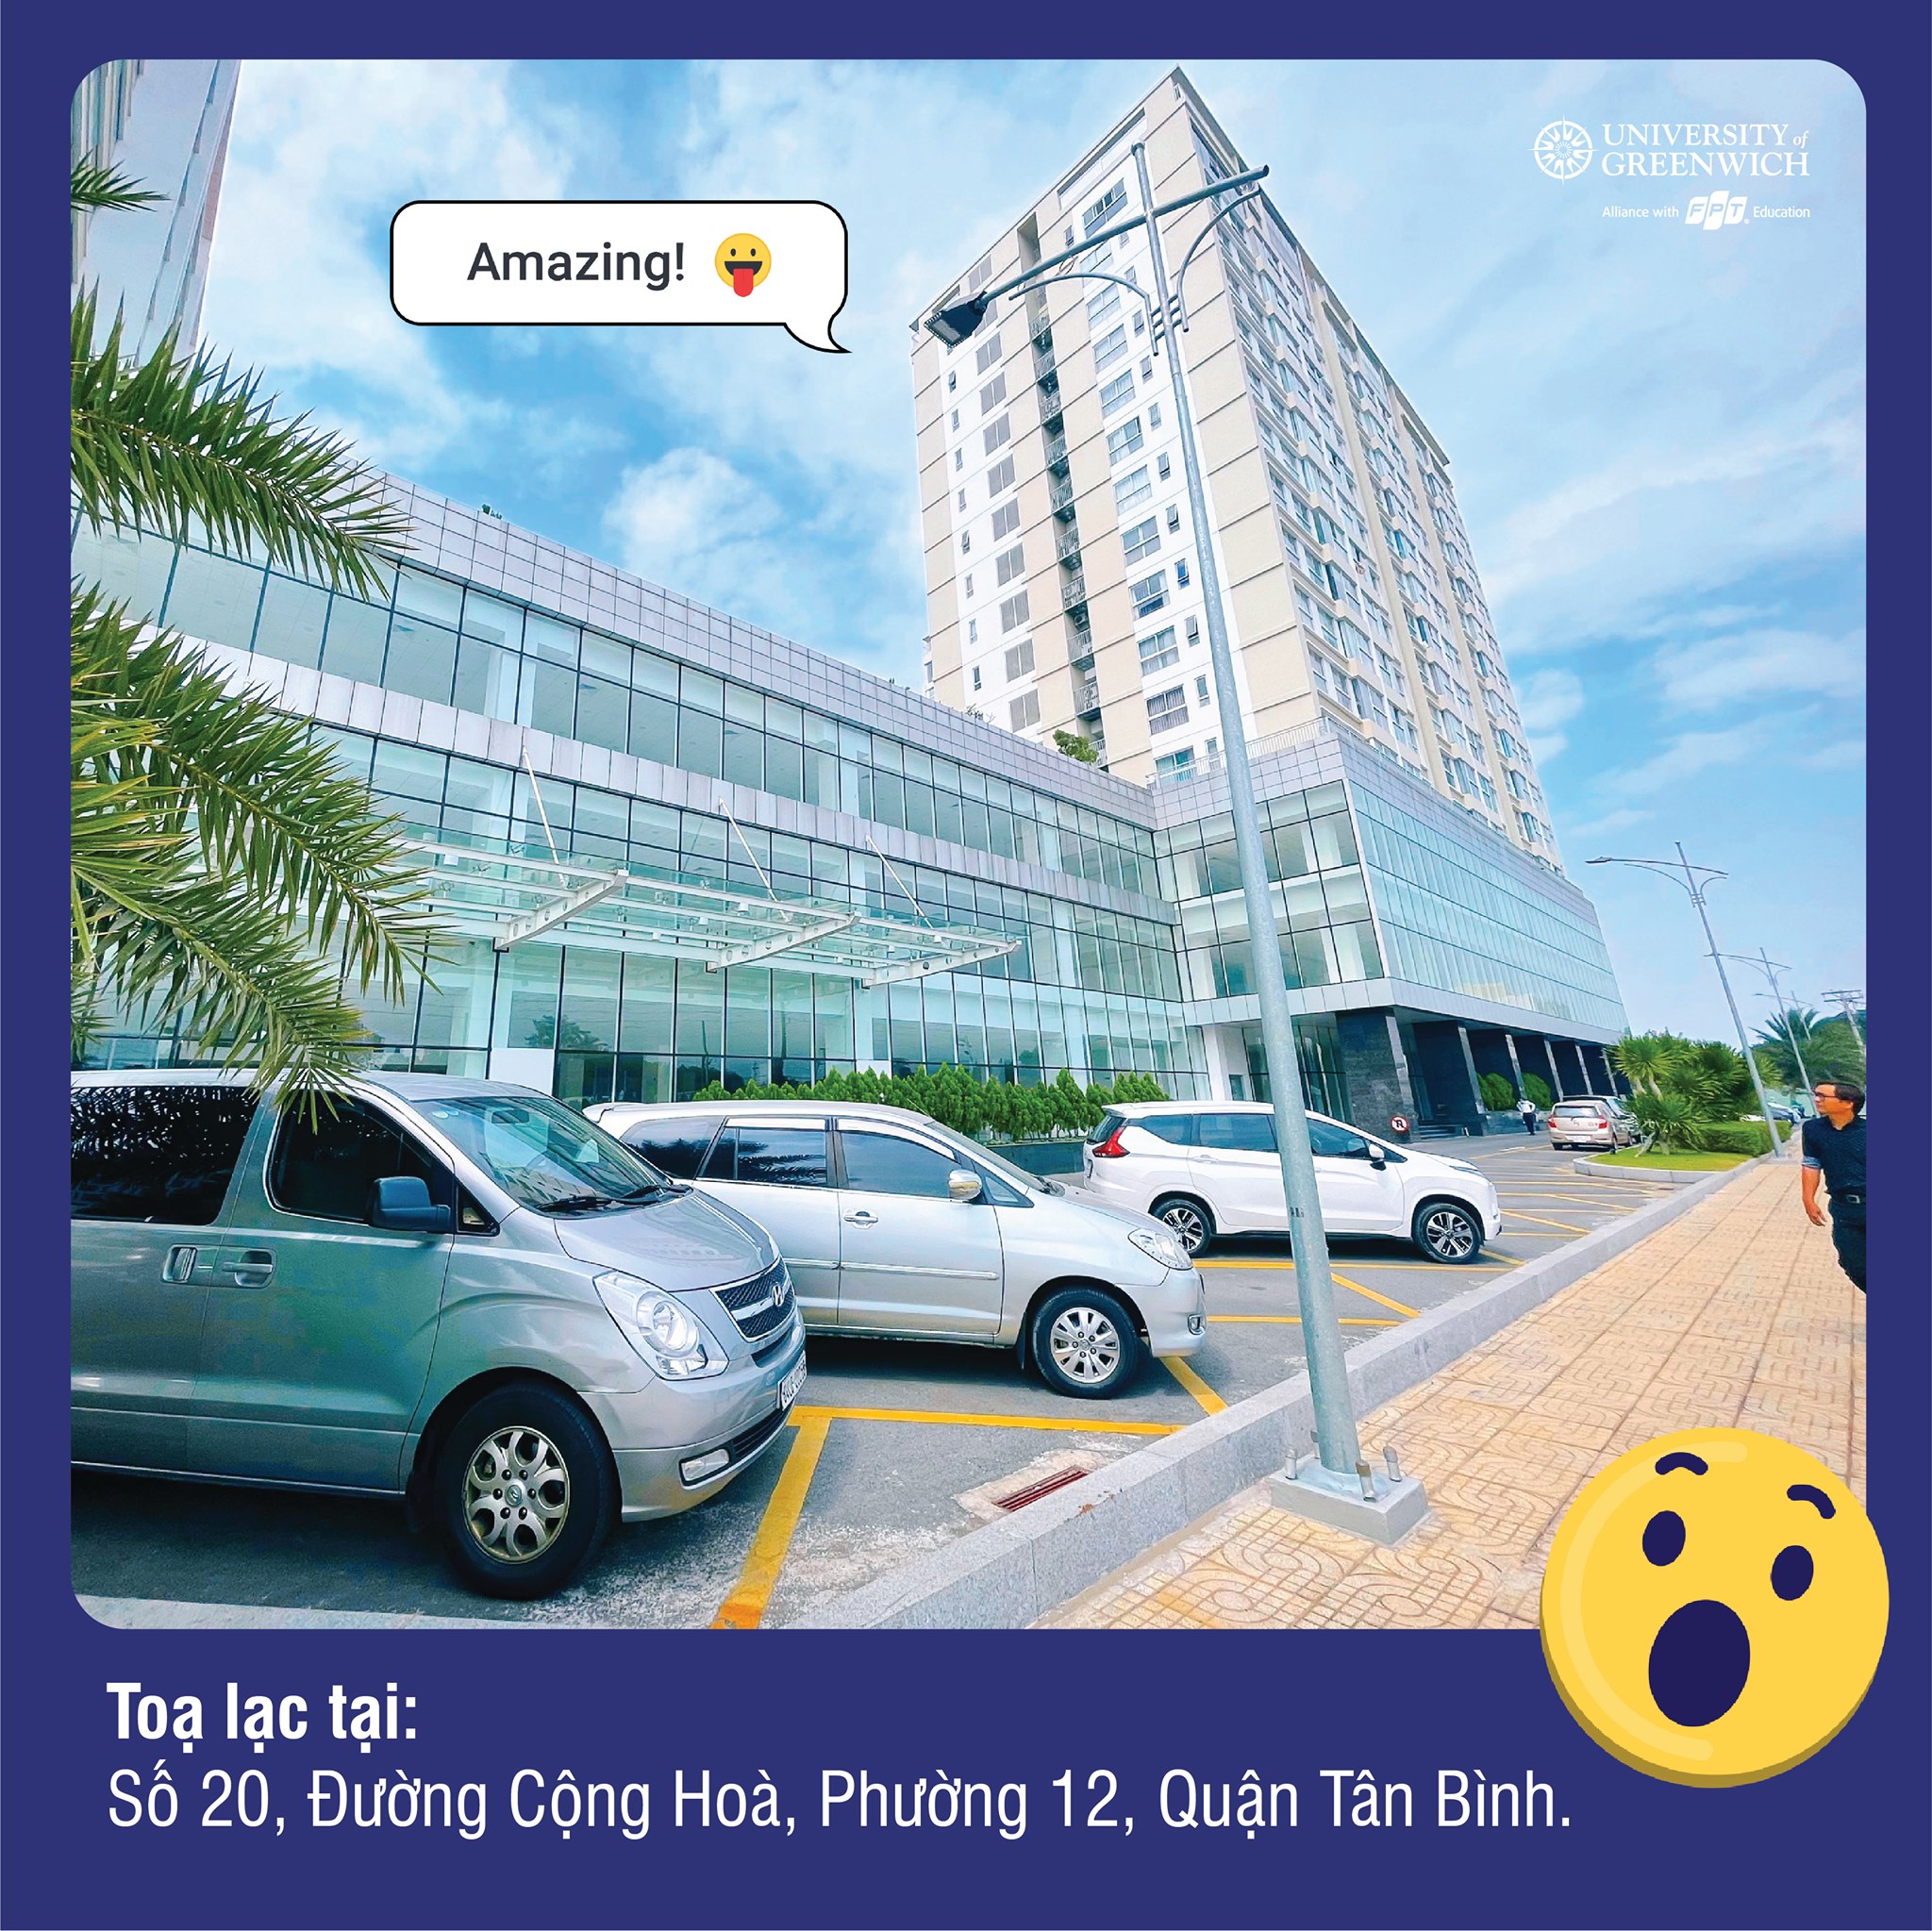 UNIVERSITY of
GREENWICH
Alliance with FPT Education
Amazing!
Toạ lạc tại:
Số 20, Đường Cộng Hoà, Phường 12, Quận Tân Bình.